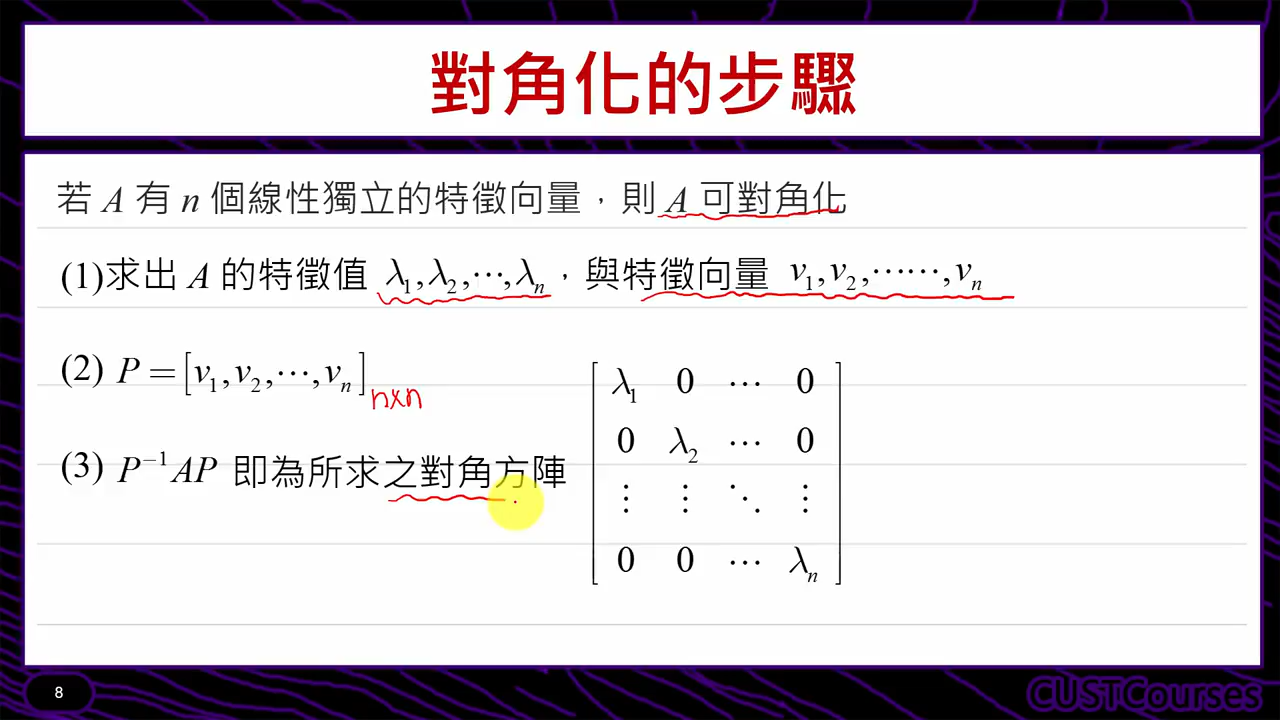 對角化的步驟
若 A 有 n 個線性獨立的特徵向量，則 A 可對角化
(1)求出 A 的特徵值 λ₁,λ₂,⋯,λₙ，與特徵向量 v₁,v₂,⋯⋯,vₙ
(2) P = [v₁,v₂,⋯,vₙ] n×n
(3) P⁻¹AP 即為所求之對角方陣
λ₁ 0 ⋯ 0
0 λ₂ ⋯ 0
⋮ ⋮ ⋱ ⋮
0 0 ⋯ λₙ
8
CUSTCourses